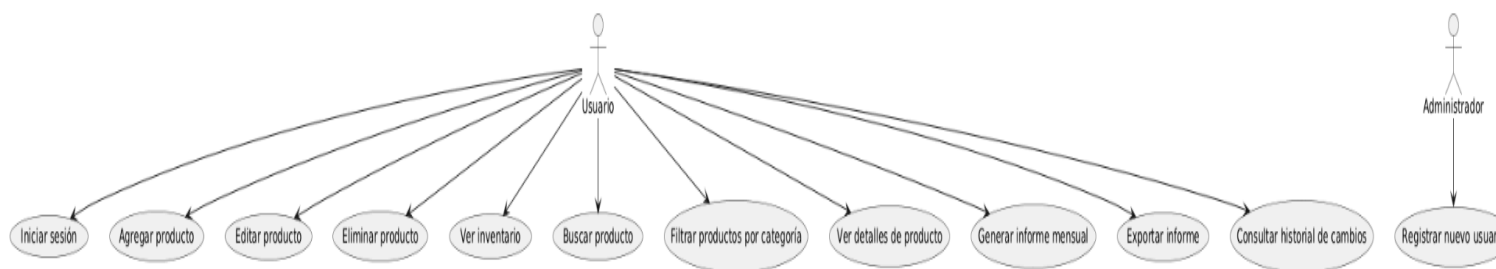 Usuario
Administrador
Iniciar sesión
Agregar producto
Editar producto
Eliminar producto
Ver inventario
Buscar producto
Filtrar productos por categoría
Ver detalles de producto
Generar informe mensual
Exportar informe
Consultar historial de cambios
Registrar nuevo usuar